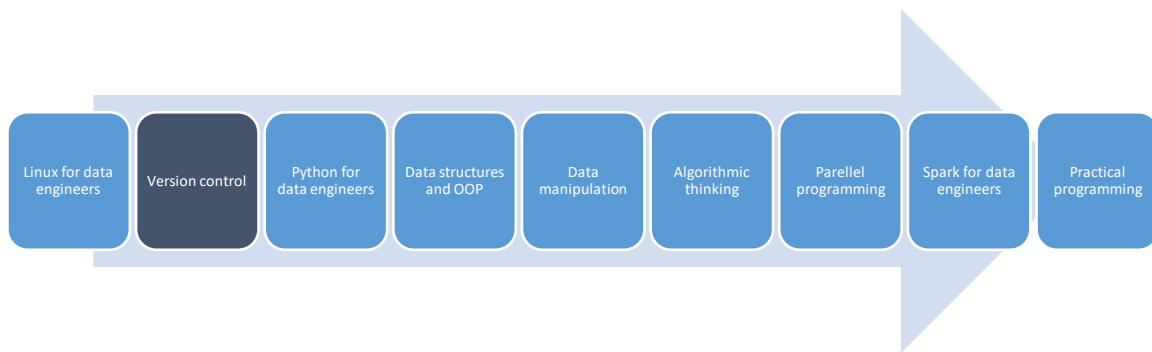 Linux for data
engineers
Version control
Python for
data engineers
Data structures
and OOP
Data
manipulation
Algorithmic
thinking
Parellel
programming
Spark for data
engineers
Practical
programming